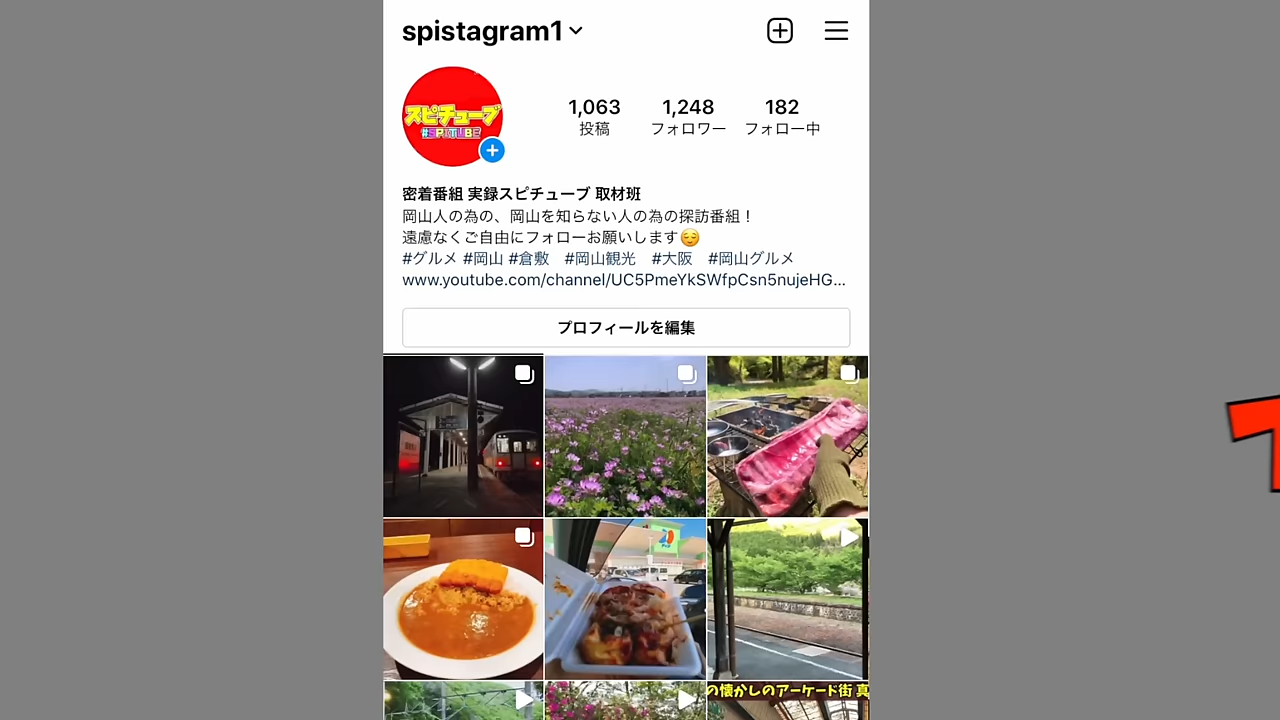 spistagram1
スピチューブ
#SPITUBE
1,063 1,248 182
投稿 フォロワー フォロー中
密着番組 実録スピチューブ 取材班
岡山人の為の、岡山を知らない人の為の探訪番組！
遠慮なくご自由にフォローお願いします😌
#グルメ #岡山 #倉敷　#岡山観光　#大阪　#岡山グルメ
www.youtube.com/channel/UC5PmeYkSWfpCsn5nujeHG...
プロフィールを編集
の懐かしのアーケード街 真